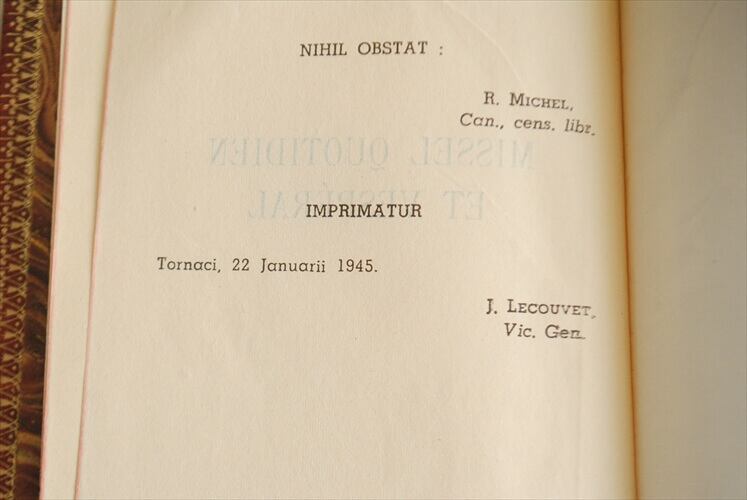 NIHIL OBSTAT :
R. MICHEL,
Can., cens. libr.
MISSEL QUOTIDIEN
ET VESPÉRAL
IMPRIMATUR
Tornaci, 22 Januarii 1945.
J. LECOUVET,
Vic. Gen.